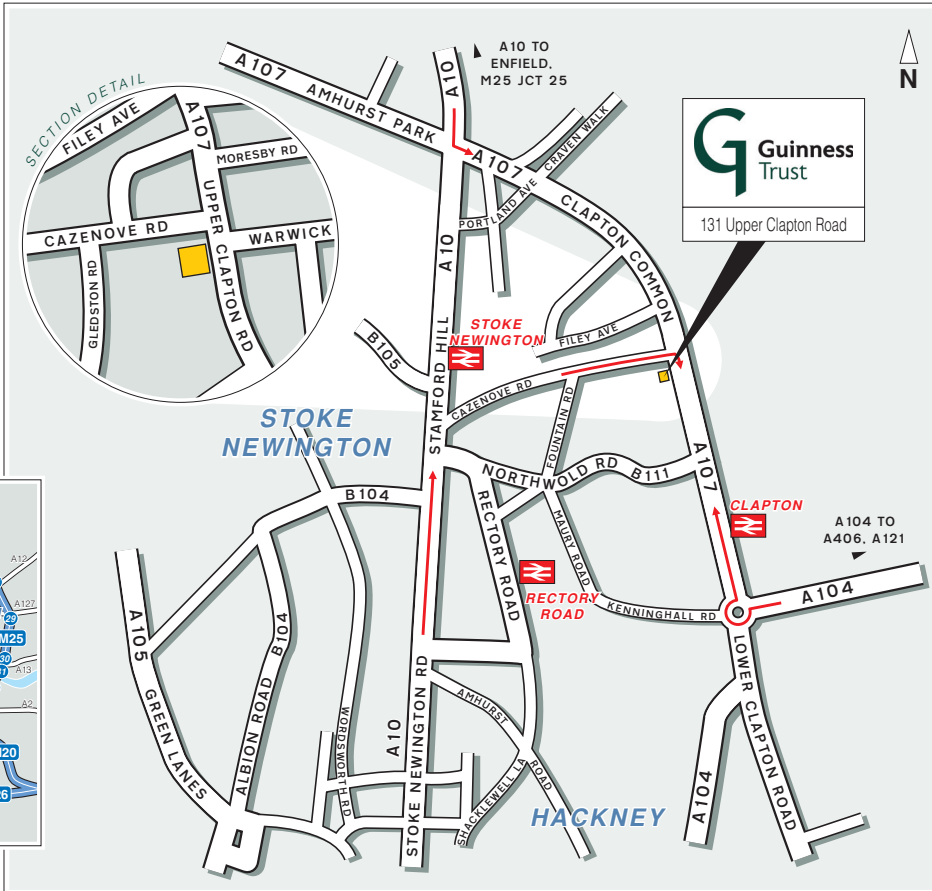 A107
AMHURST PARK
A10
A10 TO
ENFIELD,
M25 JCT 25
N
SECTION DETAIL
FILEY AVE
A107
MORESBY RD
UPPER CLAPTON RD
CAZENOVE RD
WARWICK
GLEDSTON RD
Guinness
Trust
131 Upper Clapton Road
A107
CRAVEN WALK
PORTLAND AVE
CLAPTON COMMON
A10
STAMFORD HILL
STOKE
NEWINGTON
FILEY AVE
B105
CAZENOVE RD
FOUNTAIN RD
STOKE
NEWINGTON
NORTHWOLD RD
B111
A107
B104
RECTORY ROAD
MAURY ROAD
CLAPTON
A104 TO
A406, A121
RECTORY
ROAD
KENNINGHALL RD
A104
A105
GREEN LANES
ALBION ROAD
B104
WORDSWORTH RD
A10
STOKE NEWINGTON RD
AMHURST
ROAD
SHACKLEWELL LA
HACKNEY
A104
LOWER CLAPTON ROAD
A12
A127
29
M25
30
A13
A2